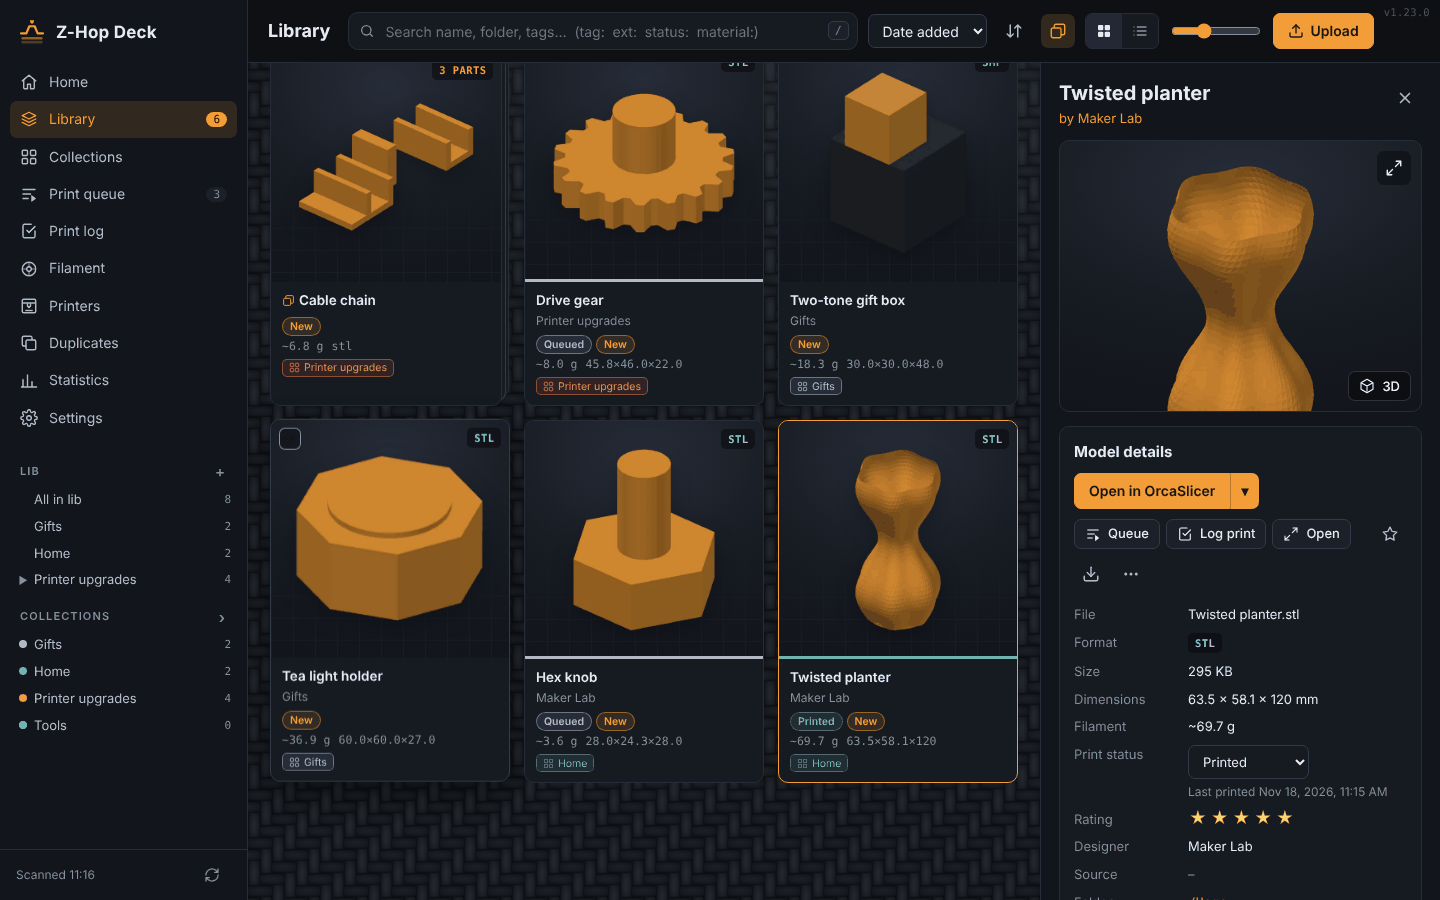 Z-Hop Deck
Home
Library 6
Collections
Print queue 3
Print log
Filament
Printers
Duplicates
Statistics
Settings
LIB +
All in lib 8
Gifts 2
Home 2
Printer upgrades 4
COLLECTIONS
Gifts 2
Home 2
Printer upgrades 4
Tools 0
Scanned 11:16
Library
Search name, folder, tags... (tag: ext: status: material:) /
Date added
Upload
v1.23.0
3 PARTS
Cable chain
New
~6.8 g stl
Printer upgrades
STL
Drive gear
Printer upgrades
Queued New
~8.0 g 45.8×46.0×22.0
Printer upgrades
Two-tone gift box
Gifts
New
~18.3 g 30.0×30.0×48.0
Gifts
STL
Tea light holder
Gifts
New
~36.9 g 60.0×60.0×27.0
Gifts
STL
Hex knob
Maker Lab
Queued New
~3.6 g 28.0×24.3×28.0
Home
STL
Twisted planter
Maker Lab
Printed New
~69.7 g 63.5×58.1×120
Home
Twisted planter
by Maker Lab
3D
Model details
Open in OrcaSlicer
Queue Log print Open
File Twisted planter.stl
Format STL
Size 295 KB
Dimensions 63.5 × 58.1 × 120 mm
Filament ~69.7 g
Print status Printed
Last printed Nov 18, 2026, 11:15 AM
Rating
Designer Maker Lab
Source –